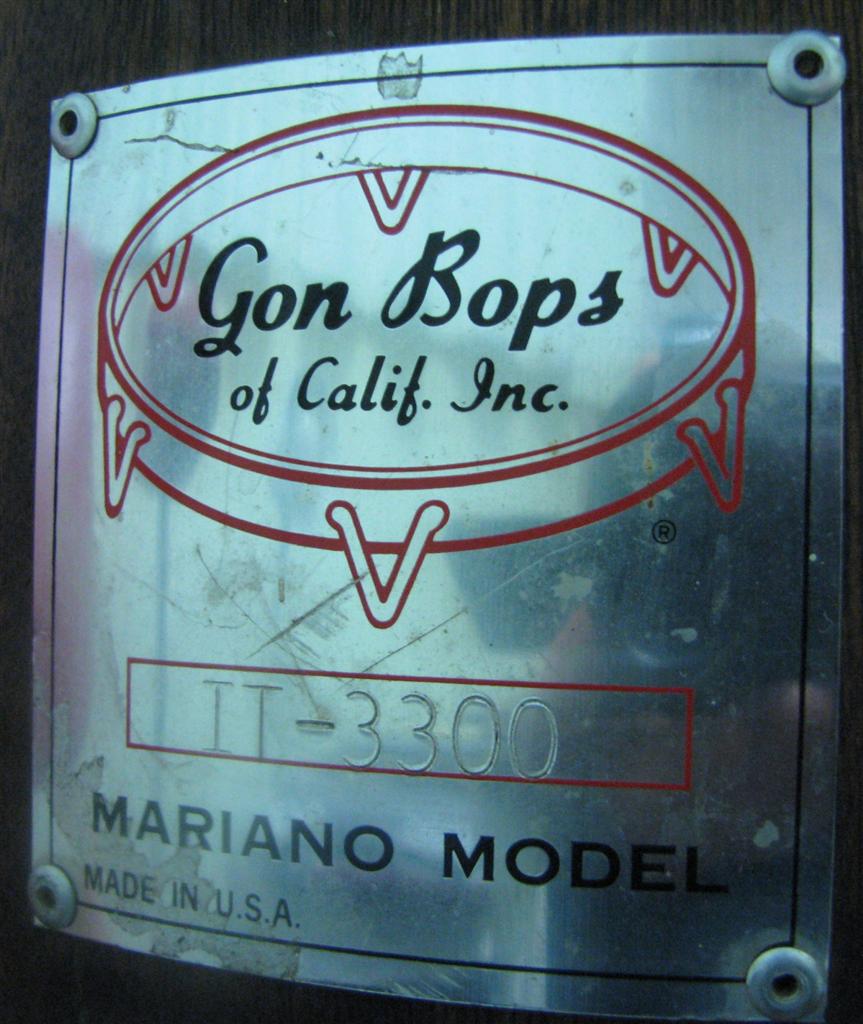 Gon Bops
of Calif. Inc.
®
IT-3300
MARIANO MODEL
MADE IN U.S.A.